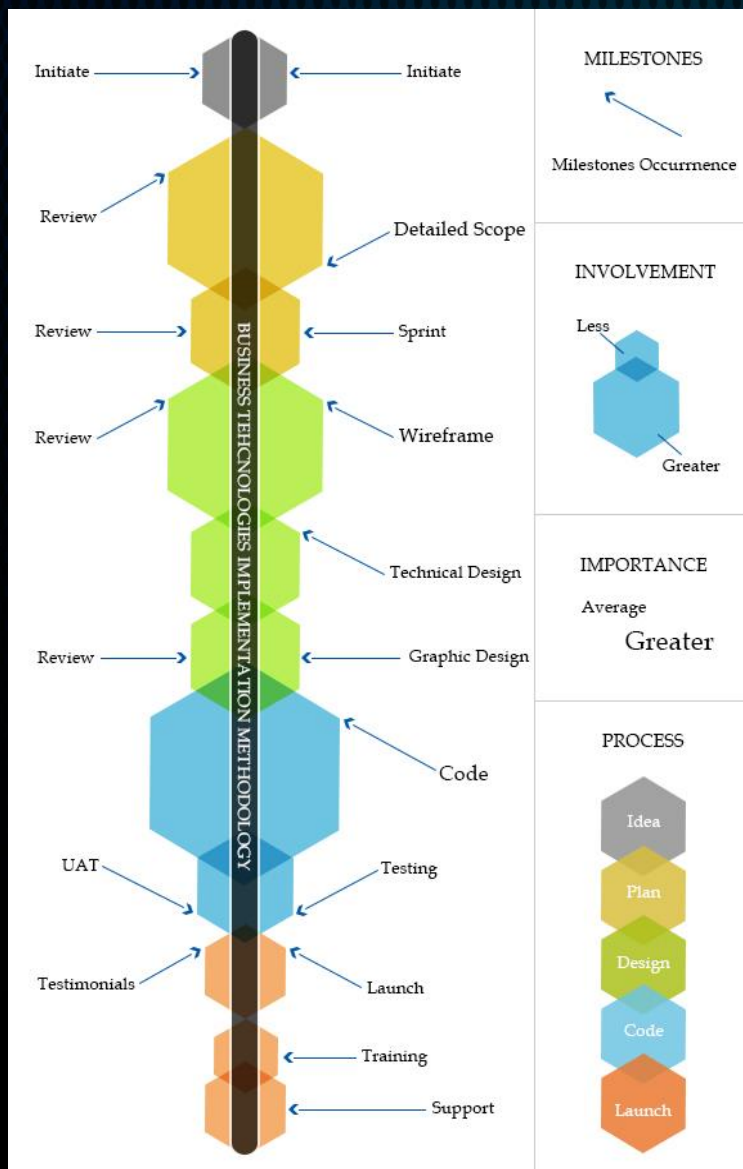 Initiate
Initiate
Review
Detailed Scope
Review
Sprint
Review
Wireframe
Technical Design
Review
Graphic Design
Code
UAT
Testing
Testimonials
Launch
Training
Support
BUSINESS TEHCNOLOGIES IMPLEMENTATION METHODOLOGY
MILESTONES
Milestones Occurrnence
INVOLVEMENT
Less
Greater
IMPORTANCE
Average
Greater
PROCESS
Idea
Plan
Design
Code
Launch